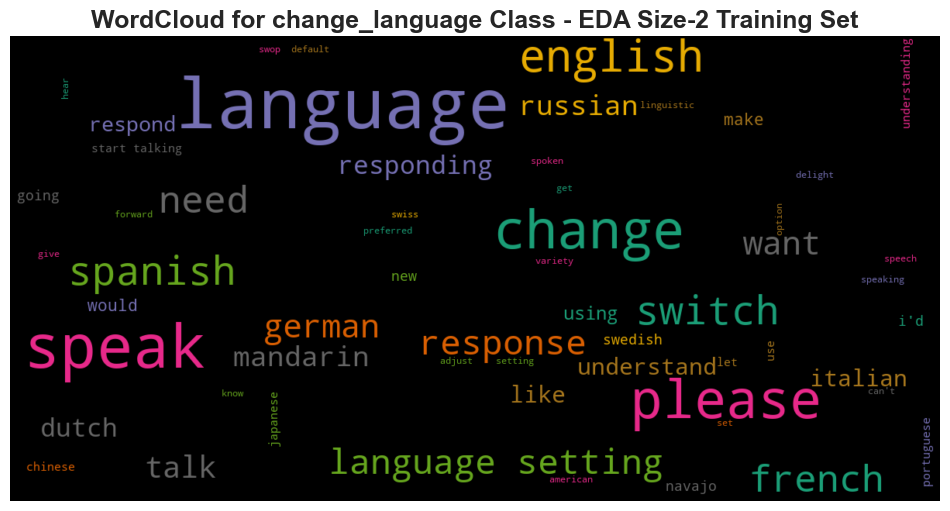 WordCloud for change_language Class - EDA Size-2 Training Set
swop
default
english
understanding
language
hear
russian
linguistic
respond
make
start talking
responding
spoken
delight
going
need
get
forward
swiss
preferred
change
option
want
give
variety
speech
spanish
new
speaking
would
using
switch
i'd
speak
german
response
swedish
mandarin
adjust
setting
understand
let
use
italian
know
like
please
can't
japanese
set
dutch
portuguese
chinese
talk
language setting
american
navajo
french